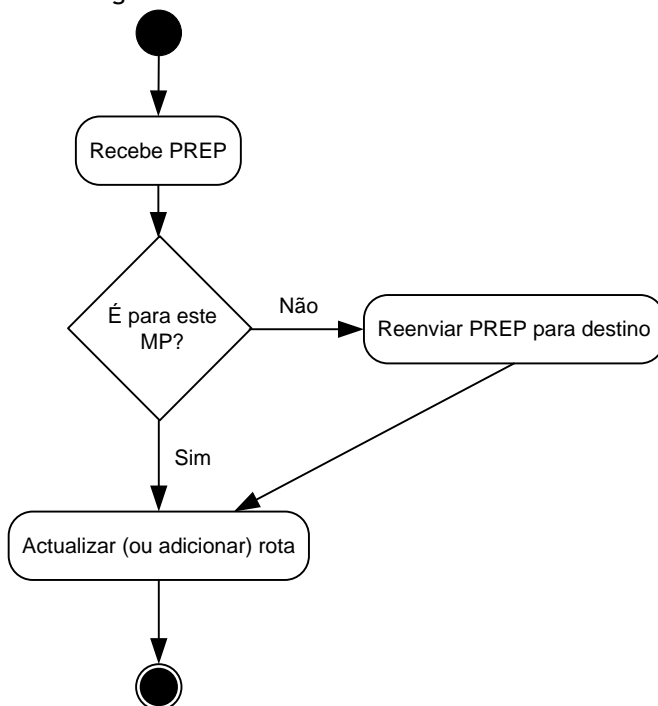 Recebe PREP
É para este
MP?
Não
Reenviar PREP para destino
Sim
Actualizar (ou adicionar) rota